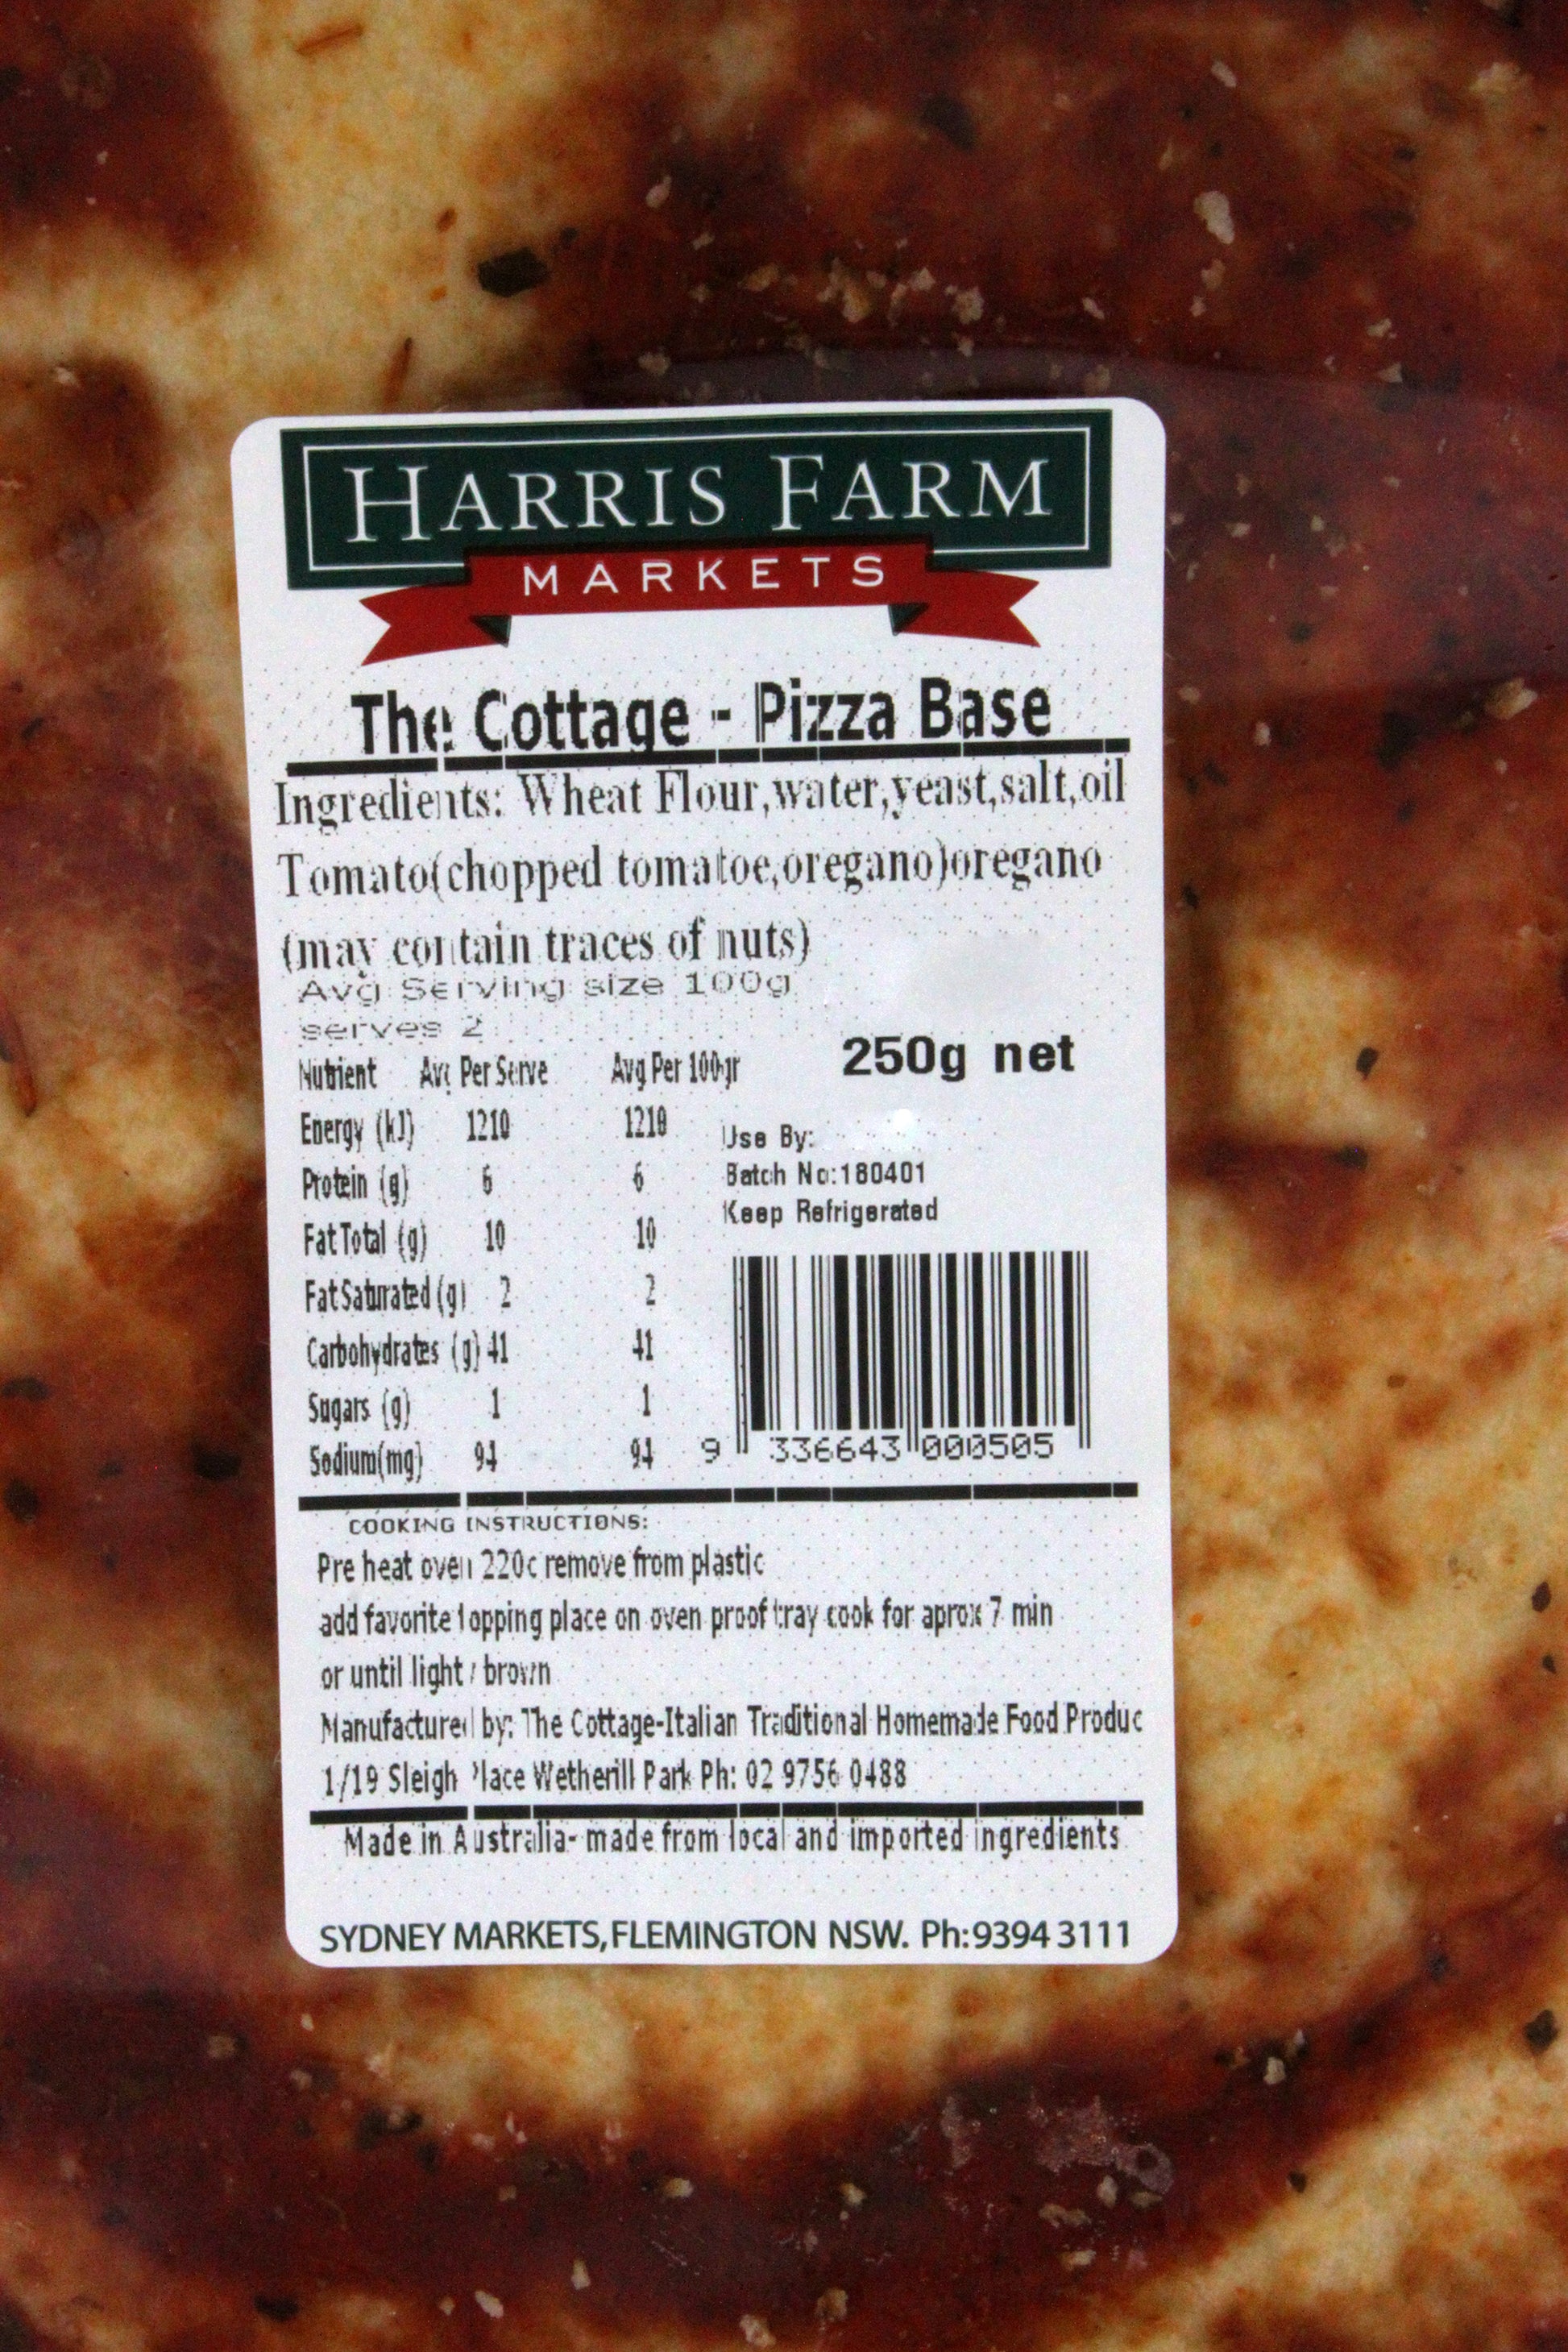 HARRIS FARM
MARKETS
The Cottage - Pizza Base
Ingredients: Wheat Flour,water,yeast,salt,oil
Tomato(chopped tomatoe,oregano)oregano
(may contain traces of nuts)
Avg Serving size 100g
serves 2
250g net
Nutrient Avg Per Serve Avg Per 100gr
Energy (kJ) 1210 1210
Protein (g) 6 6
Fat Total (g) 10 10
Fat Saturated (g) 2 2
Carbohydrates (g) 41 41
Sugars (g) 1 1
Sodium(mg) 94 94
Use By:
Batch No:180401
Keep Refrigerated
9 336643 000505
COOKING INSTRUCTIONS:
Pre heat oven 220c remove from plastic
add favorite topping place on oven proof tray cook for aprox 7 min
or until light / brown
Manufactured by: The Cottage-Italian Traditional Homemade Food Produc
1/19 Sleigh Place Wetherill Park Ph: 02 9756 0488
Made in Australia- made from local and imported ingredients
SYDNEY MARKETS, FLEMINGTON NSW. Ph:9394 3111